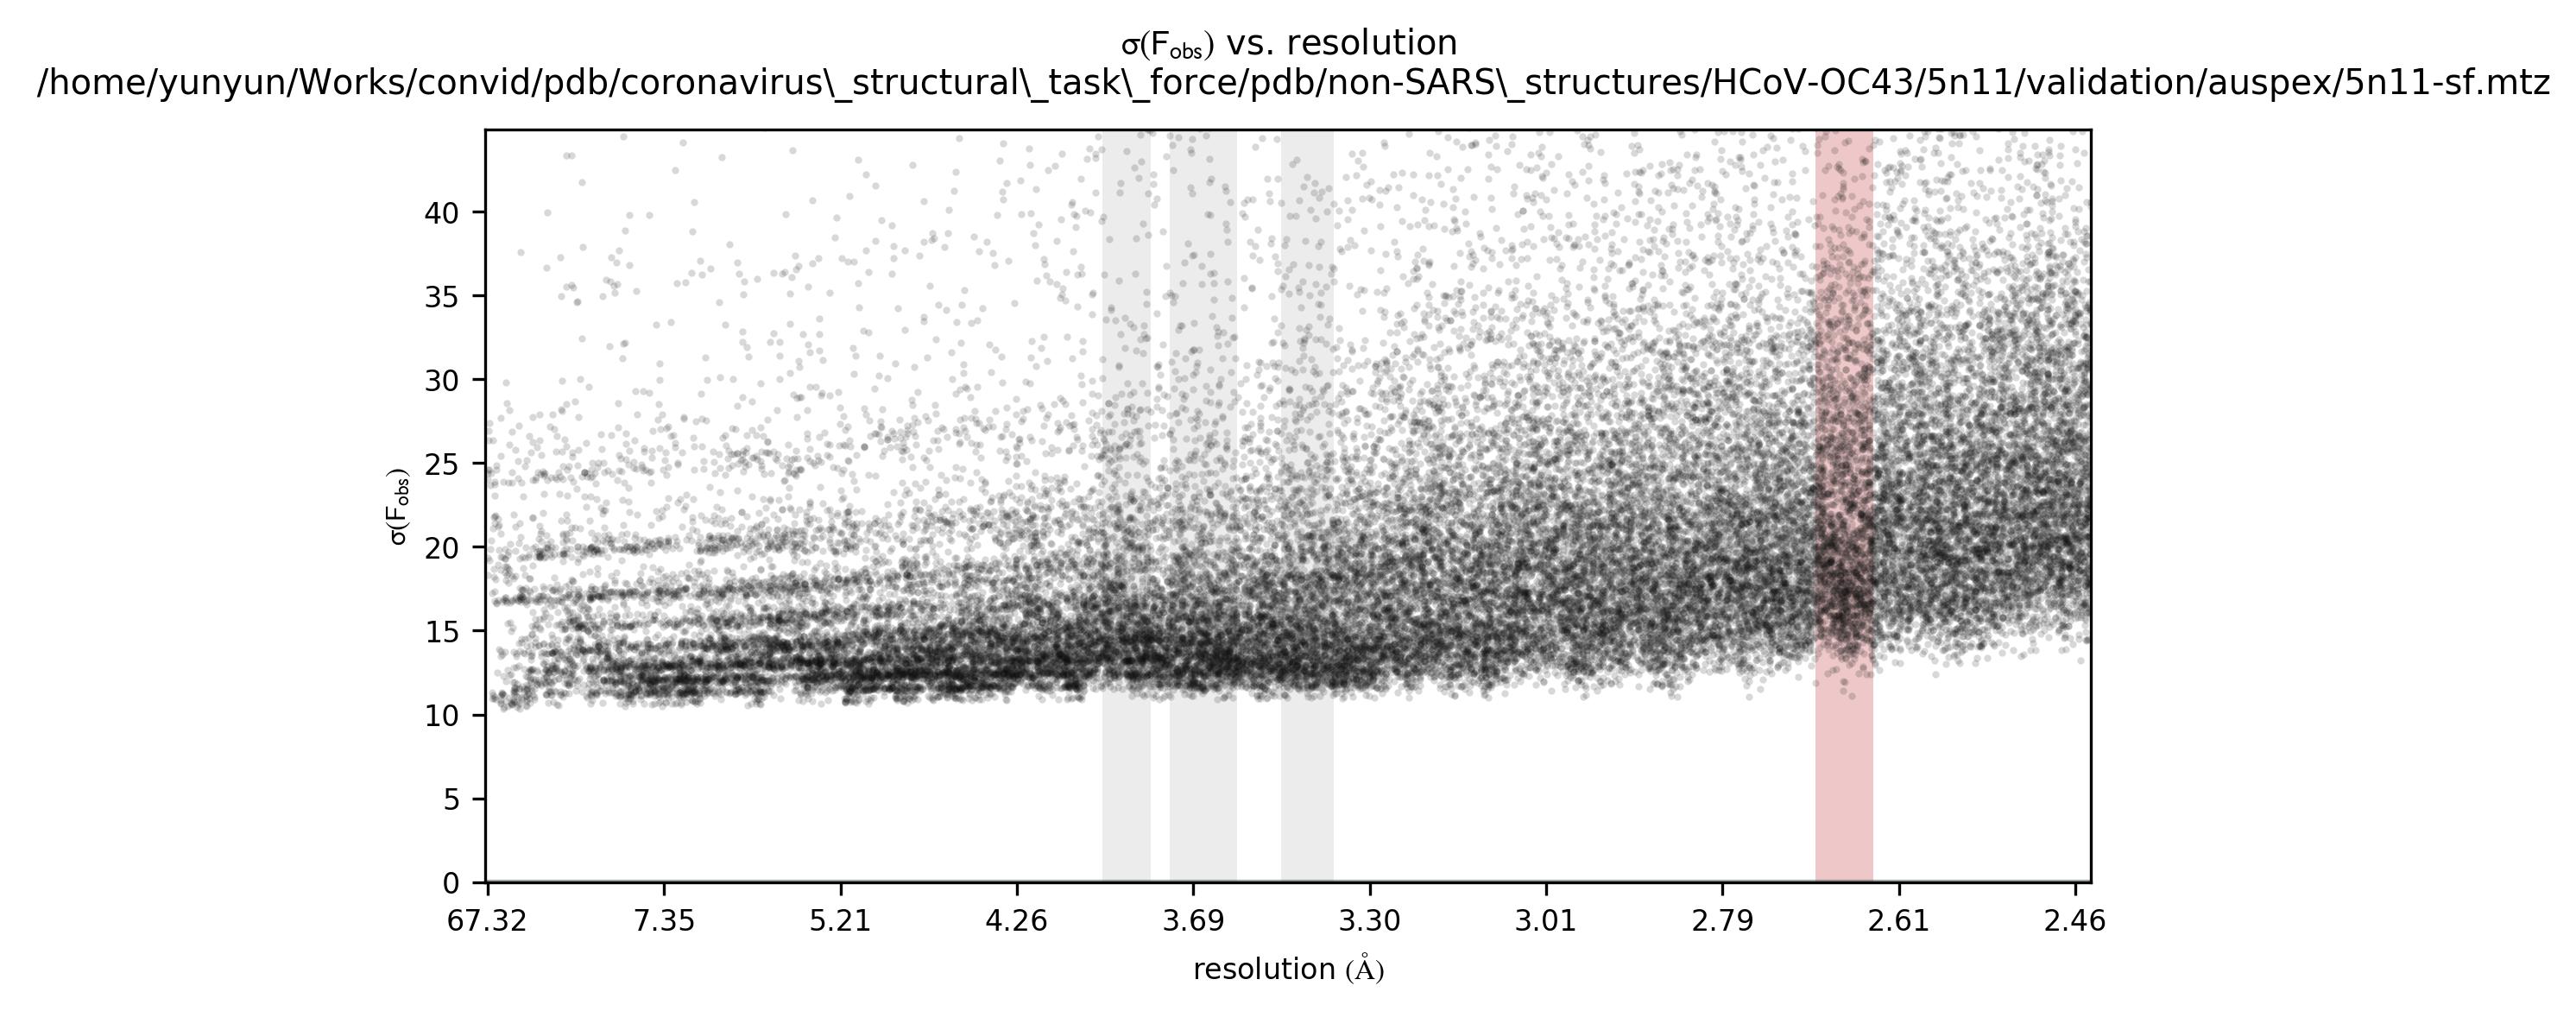 σ(F_obs) vs. resolution
/home/yunyun/Works/convid/pdb/coronavirus\_structural\_task\_force/pdb/non-SARS\_structures/HCoV-OC43/5n11/validation/auspex/5n11-sf.mtz
40
35
30
25
20
15
10
5
0
σ(F_obs)
67.32 7.35 5.21 4.26 3.69 3.30 3.01 2.79 2.61 2.46
resolution (Å)